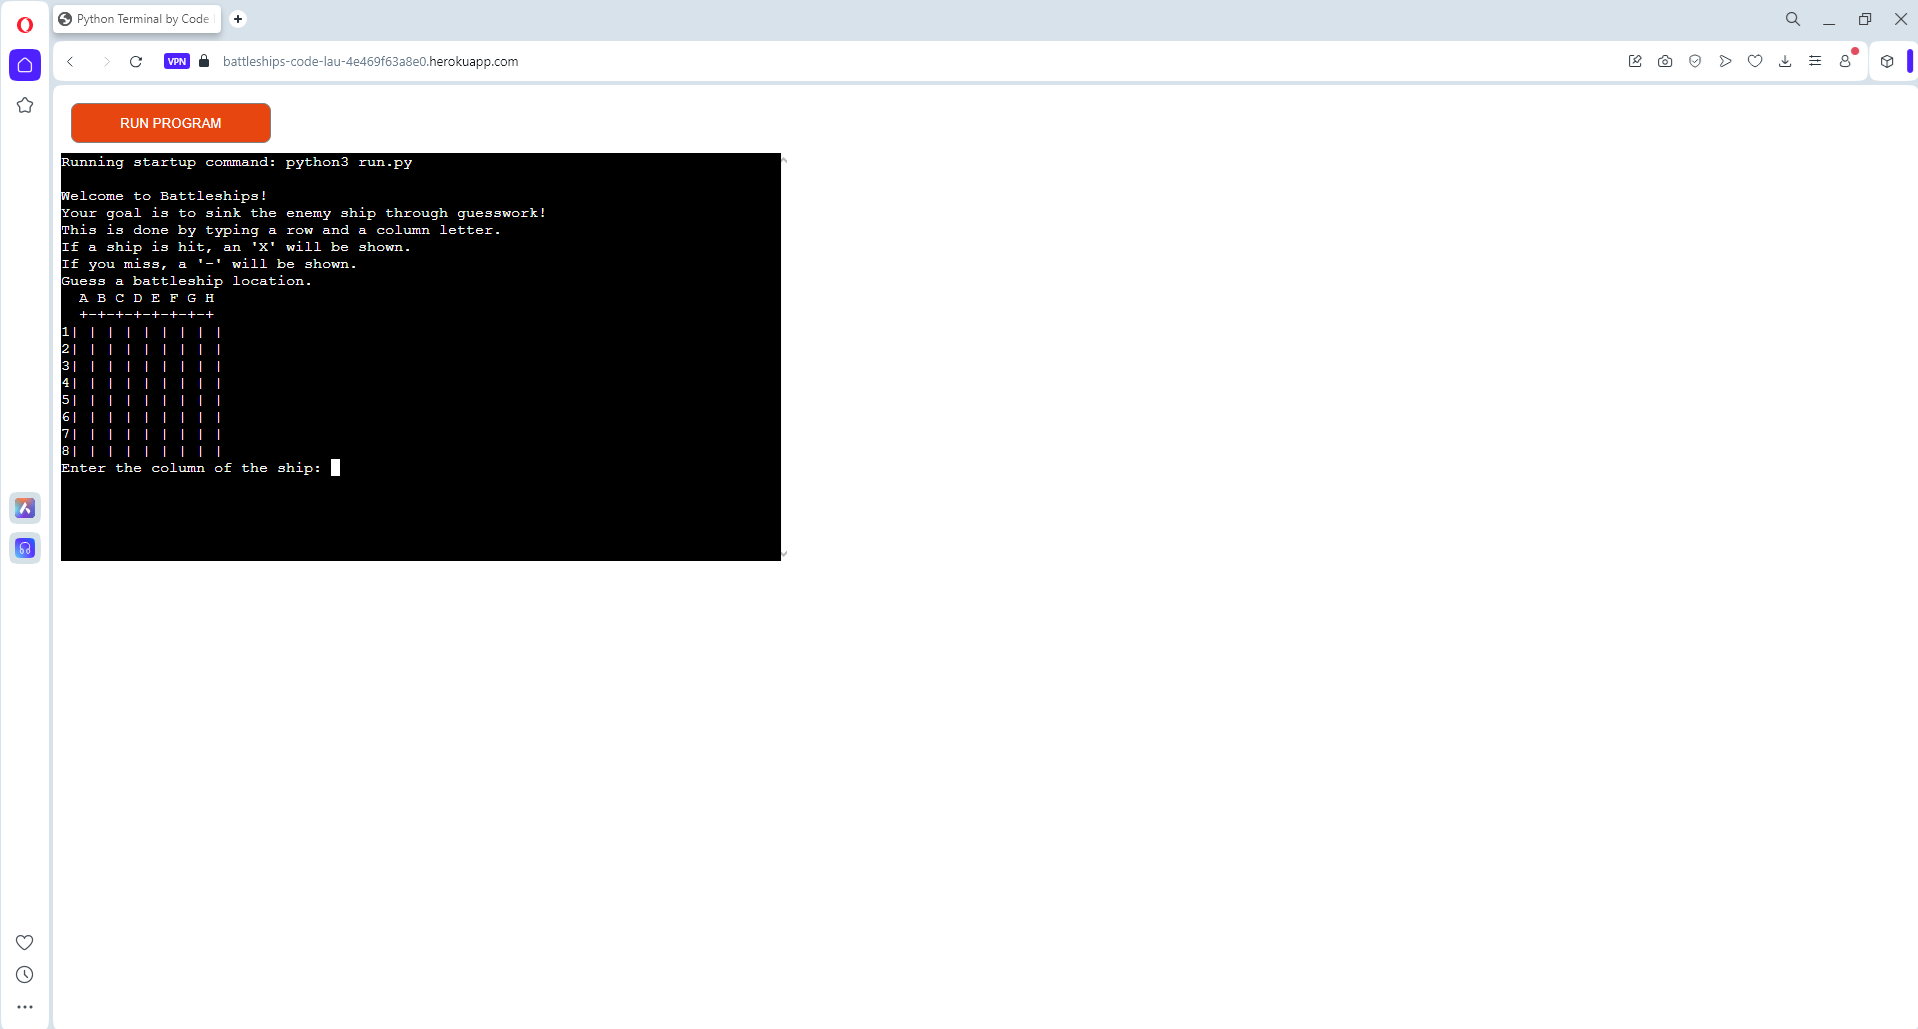 Python Terminal by Code
VPN
battleships-code-lau-4e469f63a8e0.herokuapp.com
RUN PROGRAM
Running startup command: python3 run.py
Welcome to Battleships!
Your goal is to sink the enemy ship through guesswork!
This is done by typing a row and a column letter.
If a ship is hit, an 'X' will be shown.
If you miss, a '-' will be shown.
Guess a battleship location.
A B C D E F G H
+-+-+-+-+-+-+-+
1| | | | | | | | |
2| | | | | | | | |
3| | | | | | | | |
4| | | | | | | | |
5| | | | | | | | |
6| | | | | | | | |
7| | | | | | | | |
8| | | | | | | | |
Enter the column of the ship: